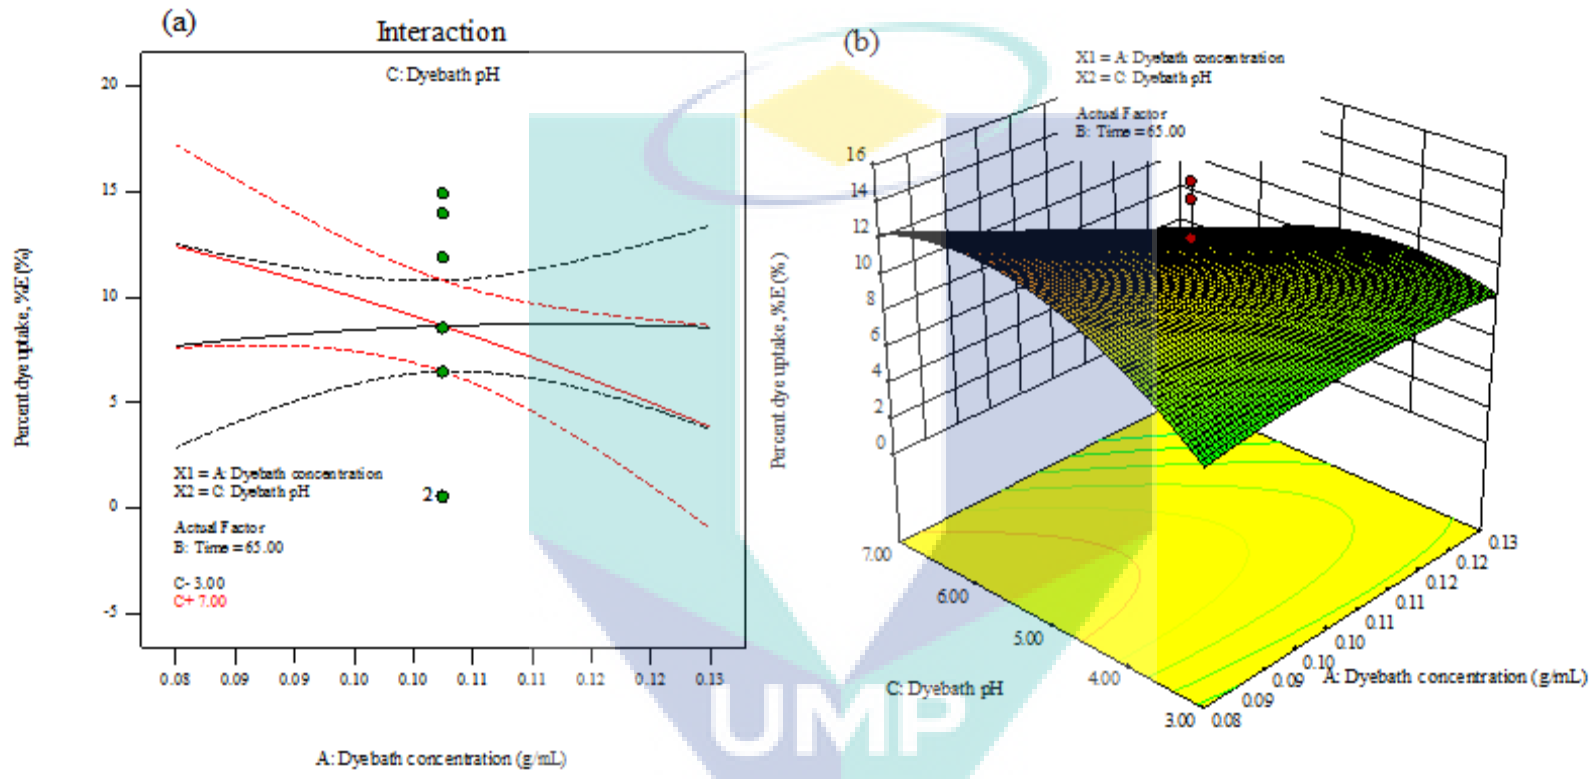 (a)
Interaction
C: Dyebath pH
20
15
10
5
0
-5
Percent dye uptake, %E (%)
2
X1 = A: Dyebath concentration
X2 = C: Dyebath pH
Actual Factor
B: Time = 65.00
C- 3.00
C+ 7.00
0.08 0.09 0.09 0.10 0.10 0.11 0.11 0.12 0.12 0.13
A: Dyebath concentration (g/mL)
(b)
X1 = A: Dyebath concentration
X2 = C: Dyebath pH
Actual Factor
B: Time = 65.00
16
14
12
10
8
6
4
2
0
Percent dye uptake, %E (%)
7.00
6.00
5.00
4.00
3.00
C: Dyebath pH
0.08
0.09
0.09
0.10
0.10
0.11
0.11
0.12
0.12
0.13
A: Dyebath concentration (g/mL)
UMP